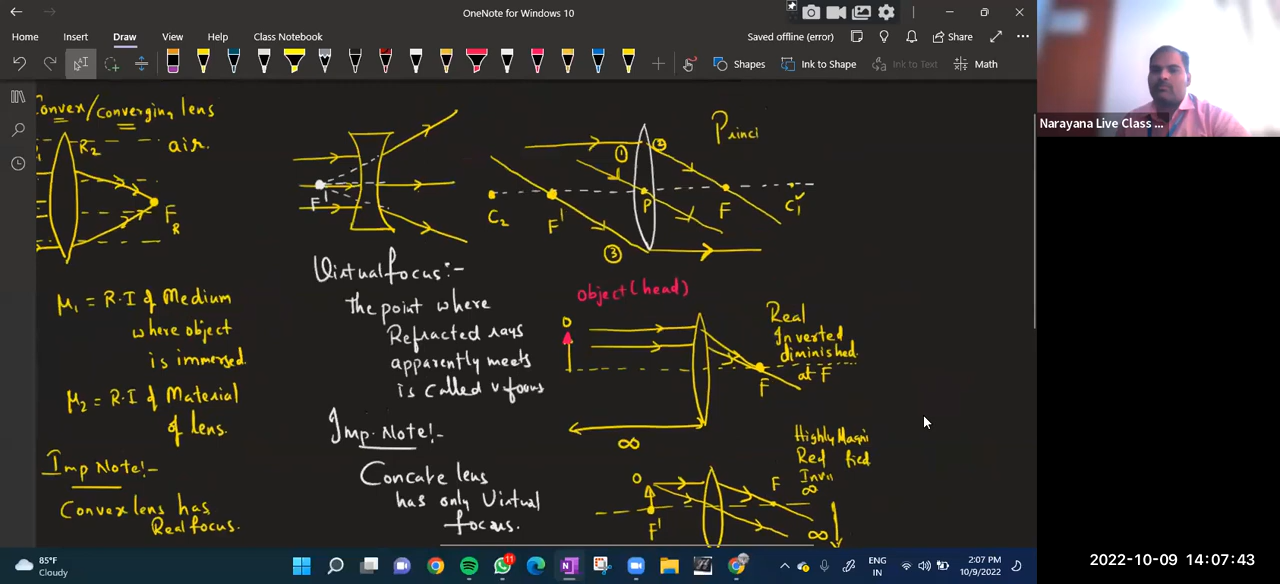 OneNote for Windows 10
Home Insert Draw View Help Class Notebook
Saved offline (error)
Share
Shapes
Ink to Shape
Ink to Text
Math
Convex/converging lens
R2
air.
F
R
μ1 = R.I of Medium
where object
is immersed.
μ2 = R.I of Material
of lens.
Imp Note!-
Convex lens has
Real focus.
F'
Virtual focus:-
The point where
Refracted rays
apparently meets
is called v focus
Imp. Note!-
Concave lens
has only Virtual
focus.
Princi
①
②
C2
F'
P
F
C1
③
object (head)
O
Real
Inverted
diminished.
at F
F
∞
Highly Magni
fied
Inv
∞
O
F
F'
∞
Narayana Live Class ...
85°F
Cloudy
11
ENG
IN
2:07 PM
10/9/2022
2022-10-09 14:07:43